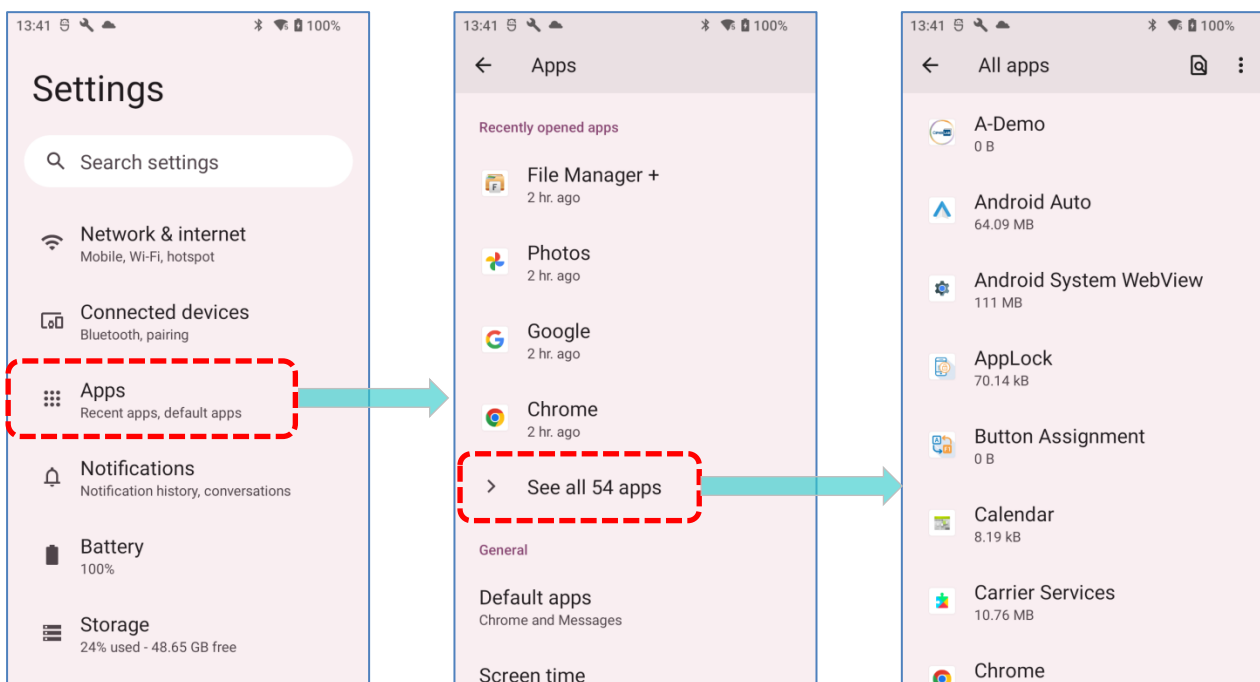 13:41 100%
Settings
Search settings
Network & internet
Mobile, Wi-Fi, hotspot
Connected devices
Bluetooth, pairing
Apps
Recent apps, default apps
Notifications
Notification history, conversations
Battery
100%
Storage
24% used - 48.65 GB free
13:41 100%
Apps
Recently opened apps
File Manager +
2 hr. ago
Photos
2 hr. ago
Google
2 hr. ago
Chrome
2 hr. ago
See all 54 apps
General
Default apps
Chrome and Messages
Screen time
13:41 100%
All apps
A-Demo
0 B
Android Auto
64.09 MB
Android System WebView
111 MB
AppLock
70.14 kB
Button Assignment
0 B
Calendar
8.19 kB
Carrier Services
10.76 MB
Chrome